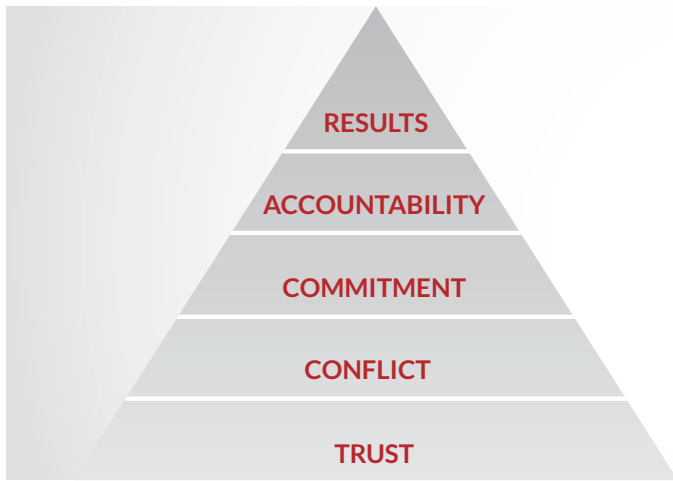 RESULTS
ACCOUNTABILITY
COMMITMENT
CONFLICT
TRUST